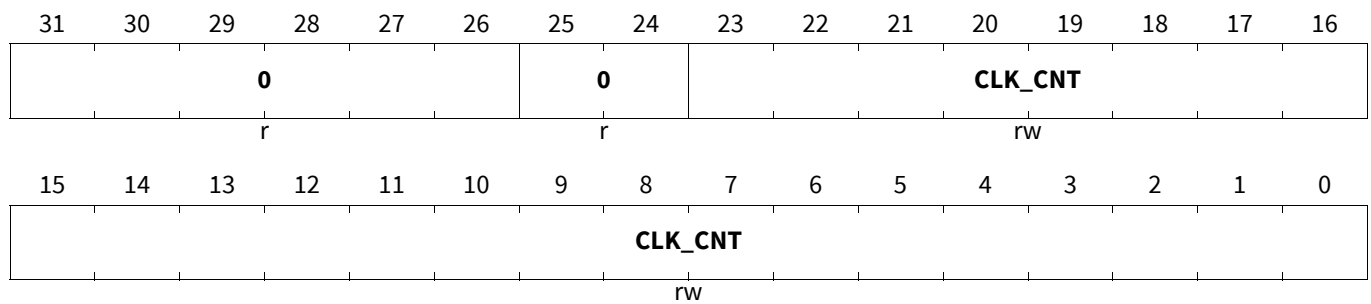 31 30 29 28 27 26 25 24 23 22 21 20 19 18 17 16
0 0 CLK_CNT
r r rw
15 14 13 12 11 10 9 8 7 6 5 4 3 2 1 0
CLK_CNT
rw